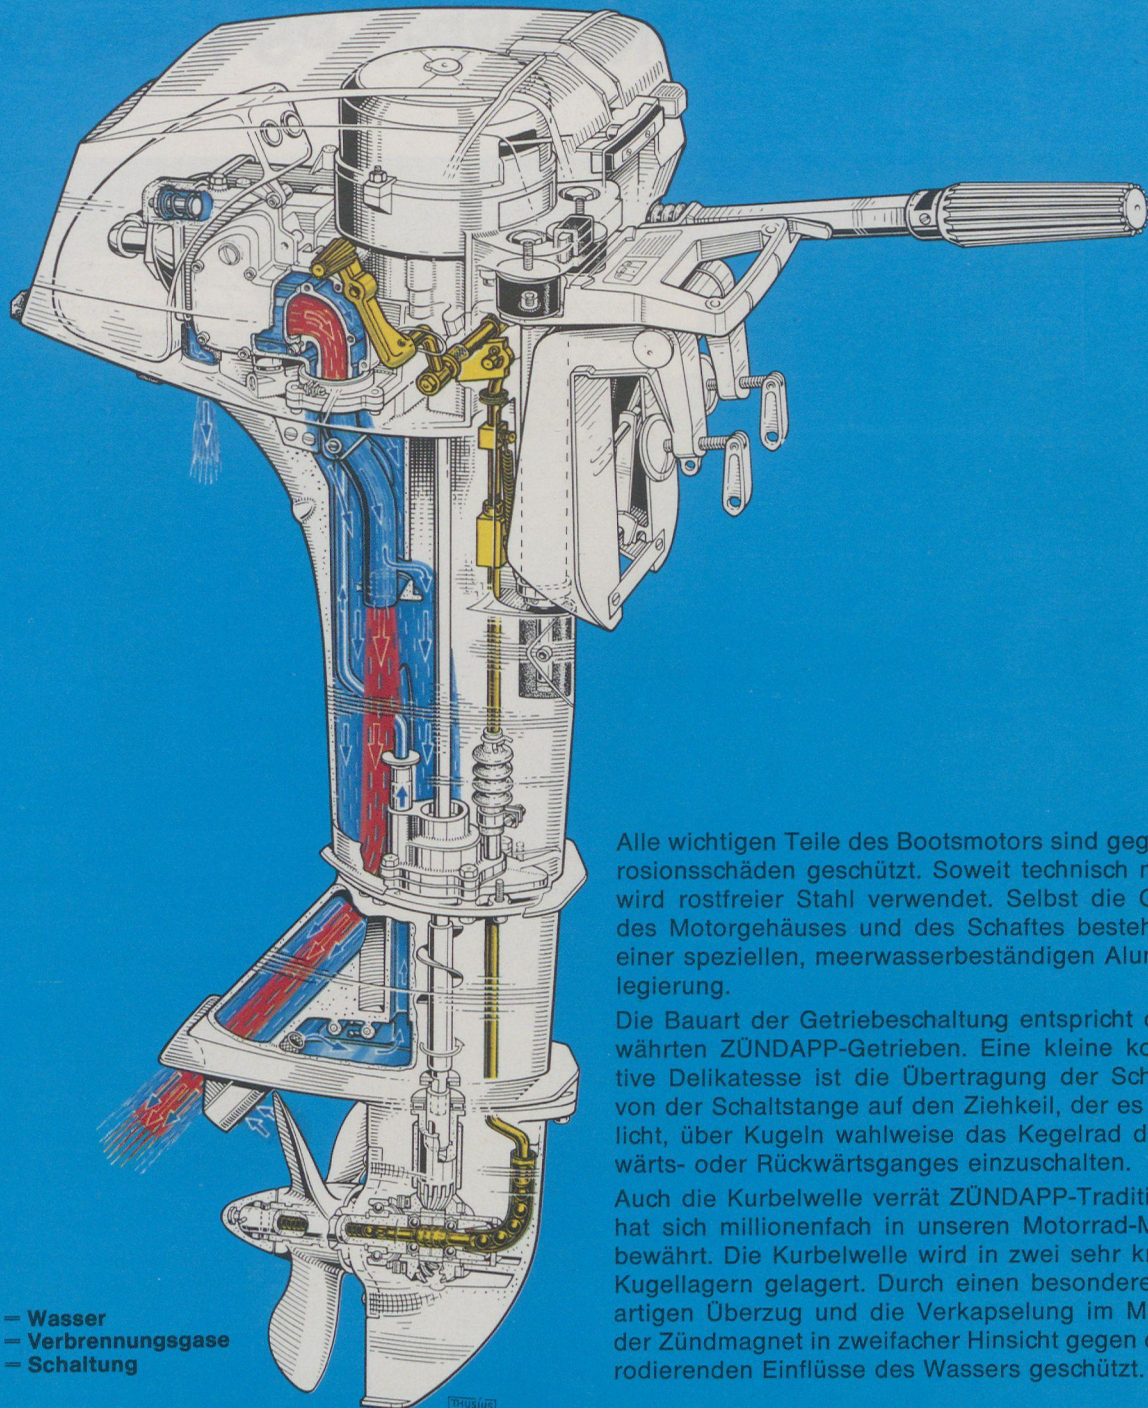 Alle wichtigen Teile des Bootsmotors sind geg
rosionsschäden geschützt. Soweit technisch
wird rostfreier Stahl verwendet. Selbst die
des Motorgehäuses und des Schaftes besteh
einer speziellen, meerwasserbeständigen Alur
legierung.
Die Bauart der Getriebeschaltung entspricht
währten ZÜNDAPP-Getrieben. Eine kleine ko
tive Delikatesse ist die Übertragung der Sch
von der Schaltstange auf den Ziehkeil, der es
licht, über Kugeln wahlweise das Kegelrad d
wärts- oder Rückwärtsganges einzuschalten.
Auch die Kurbelwelle verrät ZÜNDAPP-Traditi
hat sich millionenfach in unseren Motorrad-M
bewährt. Die Kurbelwelle wird in zwei sehr kr
Kugellagern gelagert. Durch einen besondere
artigen Überzug und die Verkapselung im M
der Zündmagnet in zweifacher Hinsicht gegen
rodierenden Einflüsse des Wassers geschützt.
= Wasser
= Verbrennungsgase
= Schaltung
THUSIUS